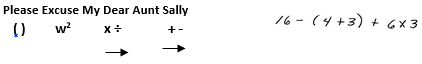 Please Excuse My Dear Aunt Sally
() w² x÷ + -
16 - (4 + 3) + 6 x 3